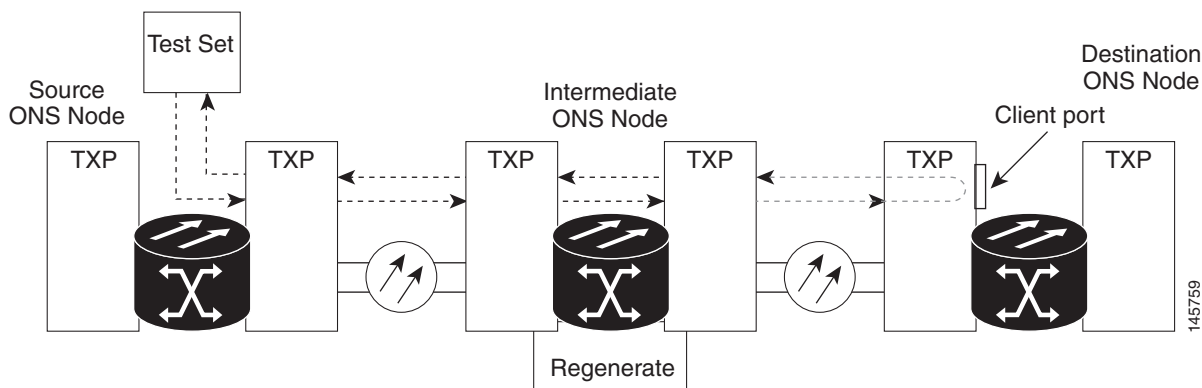 Test Set
Source
ONS Node
Intermediate
ONS Node
Destination
ONS Node
Client port
TXP
TXP
TXP
TXP
TXP
TXP
Regenerate
145759